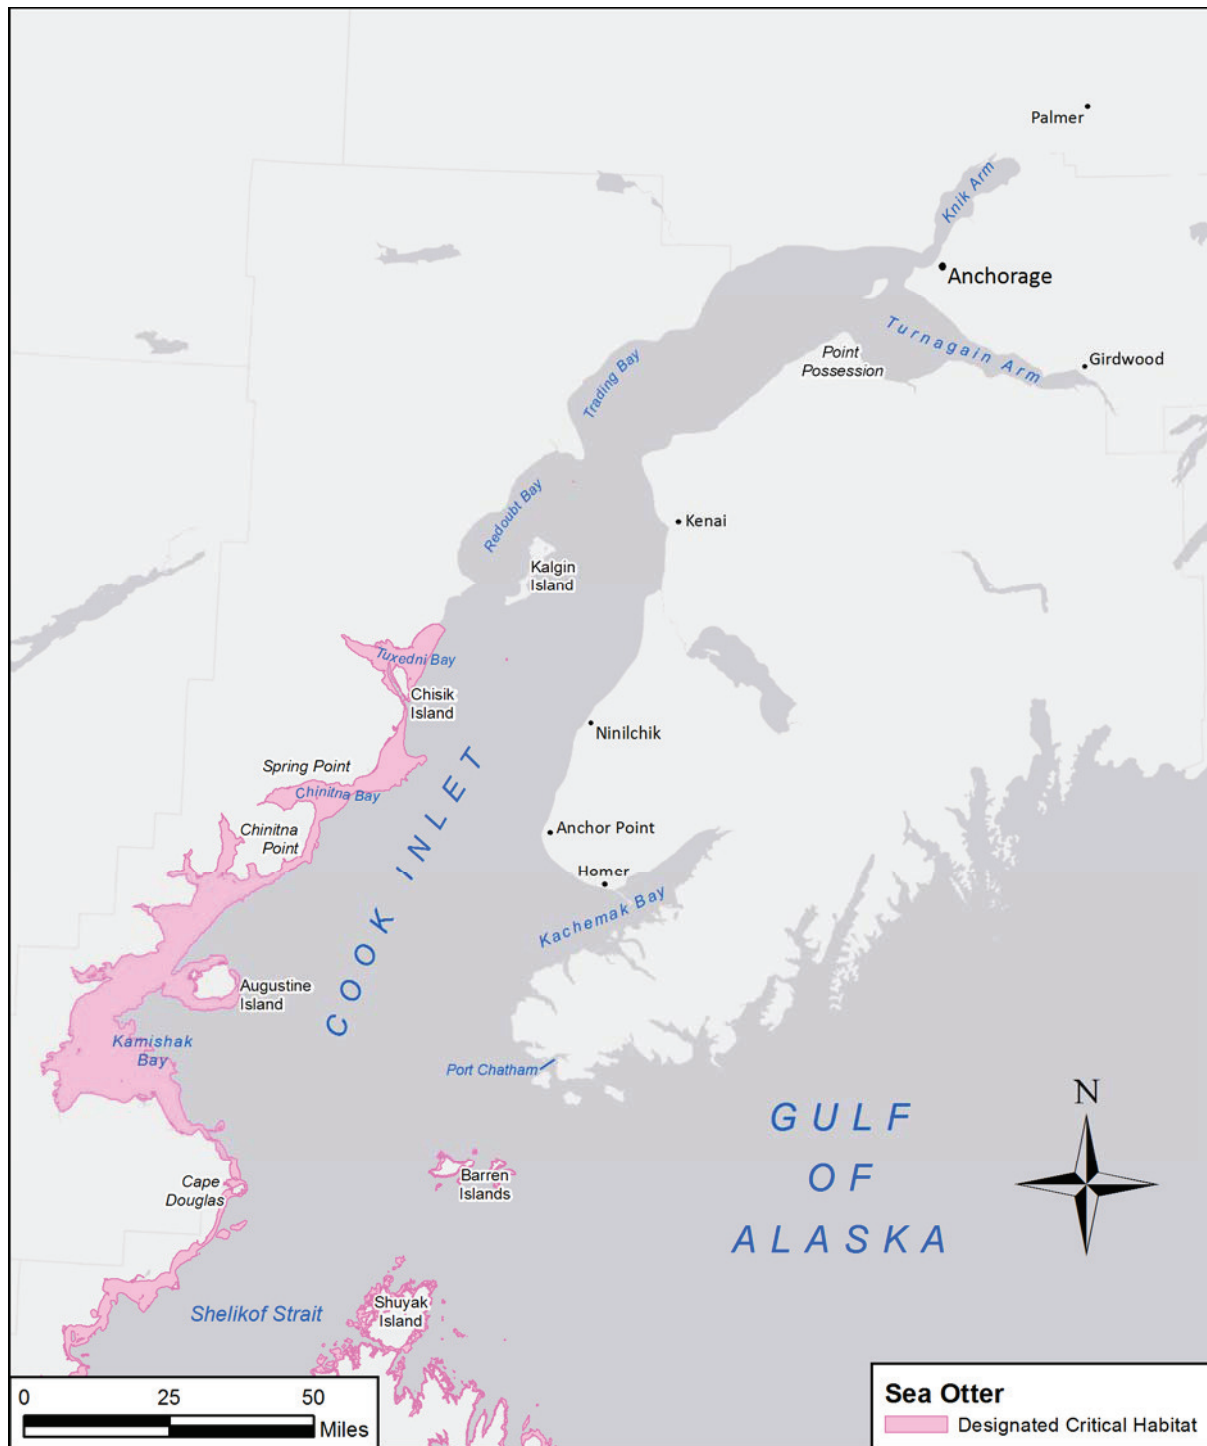 Palmer
Knik Arm
Anchorage
Turnagain Arm
Point
Possession
Girdwood
Trading Bay
Redoubt Bay
Kenai
Kalgin
Island
Tuxedni Bay
Chisik
Island
Ninilchik
Spring Point
Chinitna Bay
COOK INLET
Chinitna
Point
Anchor Point
Homer
Kachemak Bay
Augustine
Island
Kamishak
Bay
Port Chatham
GULF
OF
ALASKA
N
Cape
Douglas
Barren
Islands
Shelikof Strait
Shuyak
Island
0 25 50
Miles
Sea Otter
Designated Critical Habitat